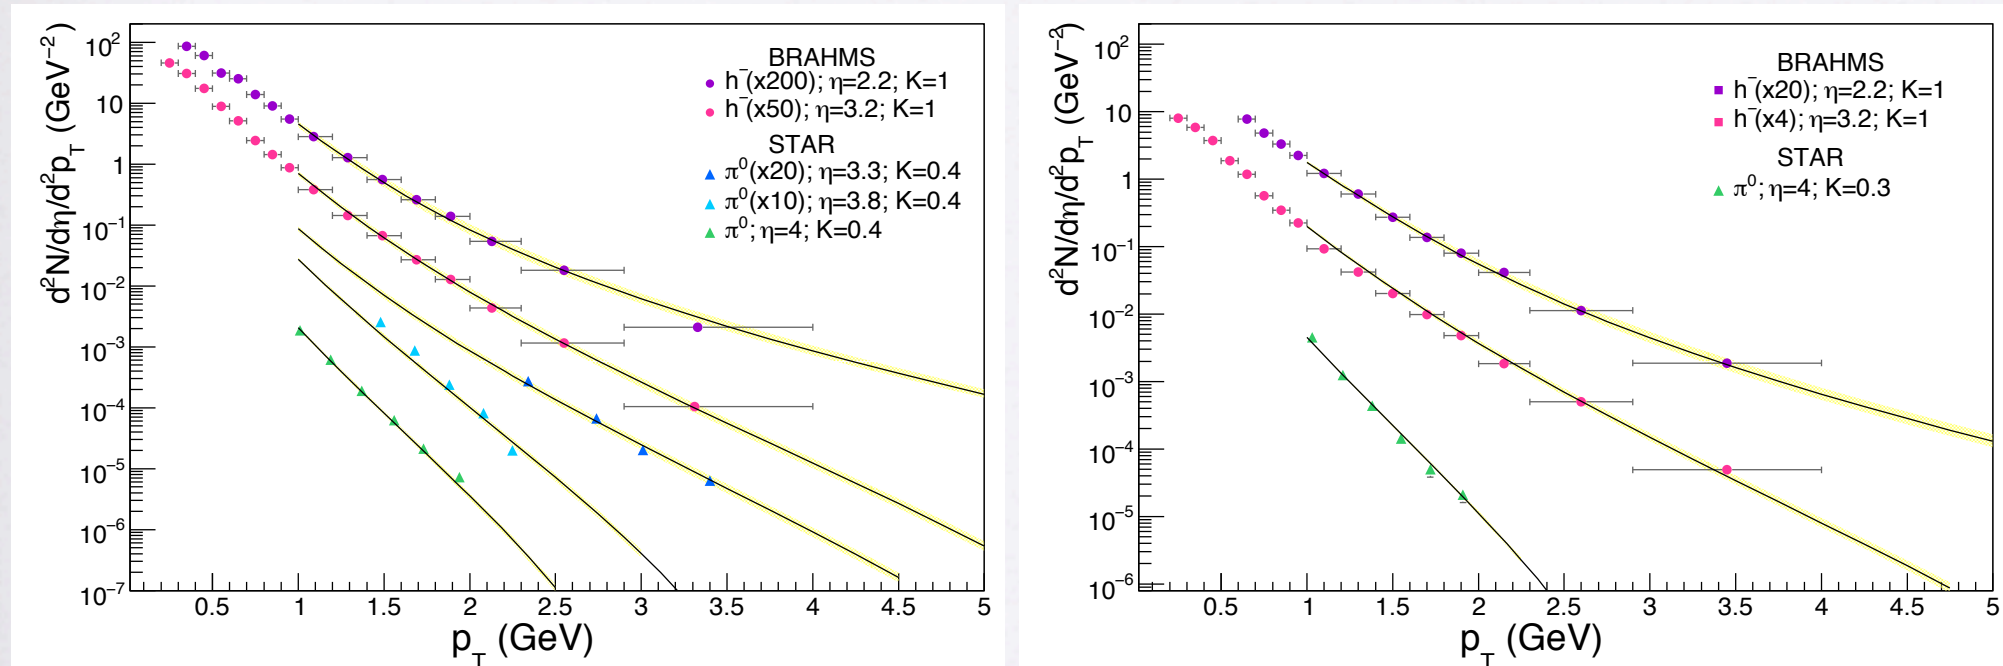 d²N/dη/d²p_T (GeV⁻²)
10²
10
1
10⁻¹
10⁻²
10⁻³
10⁻⁴
10⁻⁵
10⁻⁶
10⁻⁷
BRAHMS
h⁻(x200); η=2.2; K=1
h⁻(x50); η=3.2; K=1
STAR
π⁰(x20); η=3.3; K=0.4
π⁰(x10); η=3.8; K=0.4
π⁰; η=4; K=0.4
0.5 1 1.5 2 2.5 3 3.5 4 4.5 5
p_T (GeV)
d²N/dη/d²p_T (GeV⁻²)
10²
10
1
10⁻¹
10⁻²
10⁻³
10⁻⁴
10⁻⁵
10⁻⁶
BRAHMS
h⁻(x20); η=2.2; K=1
h⁻(x4); η=3.2; K=1
STAR
π⁰; η=4; K=0.3
0.5 1 1.5 2 2.5 3 3.5 4 4.5 5
p_T (GeV)